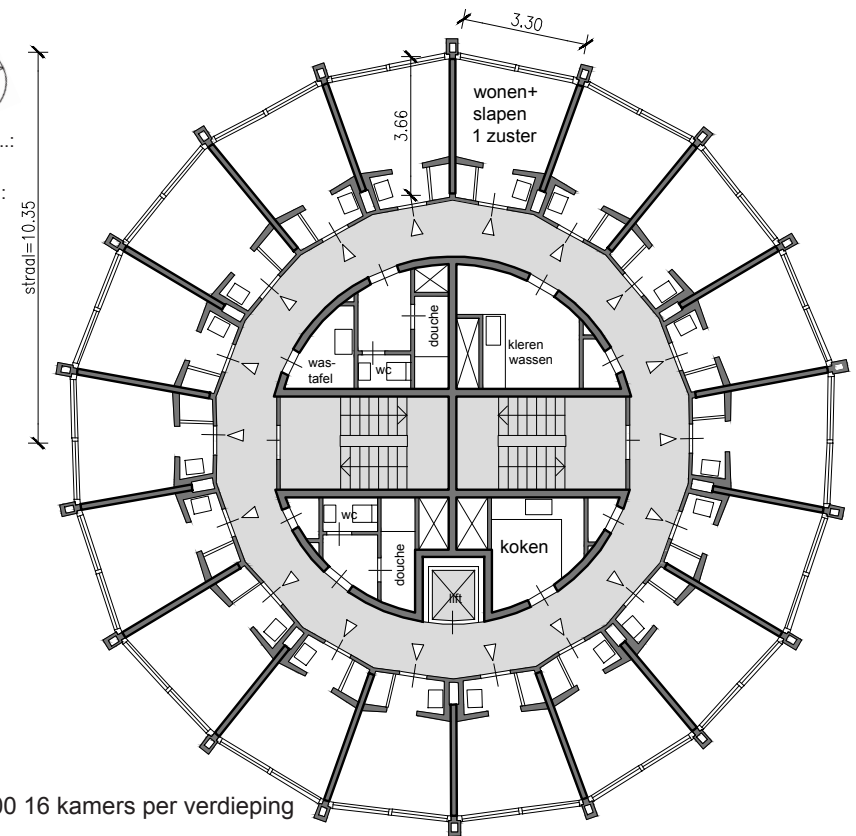 3.30
wonen+
slapen
1 zuster
3.66
straal=10.35
douche
kleren
wassen
was-
tafel
wc
wc
douche
koken
lift
00 16 kamers per verdieping